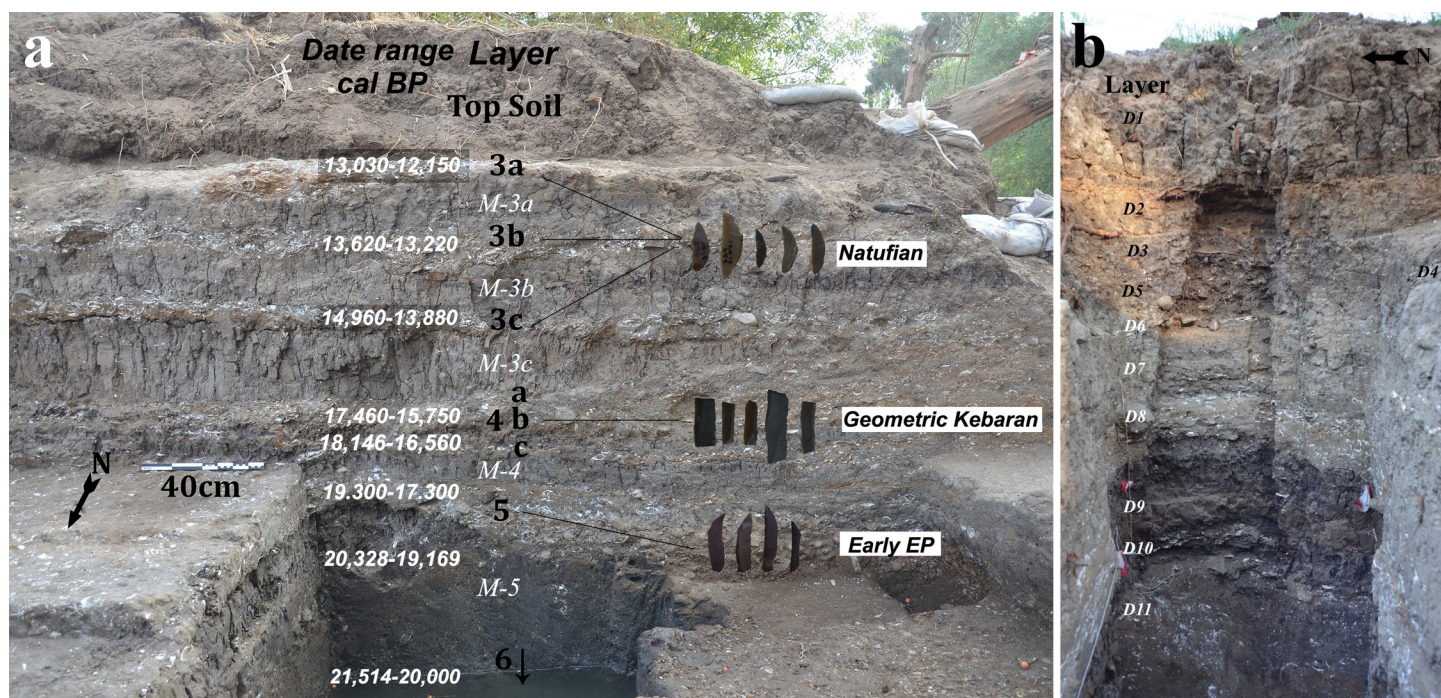 a
Date range Layer
cal BP
Top Soil
13,030-12,150 3a
M-3a
13,620-13,220 3b
Natufian
M-3b
14,960-13,880 3c
M-3c
a
17,460-15,750 4 b Geometric Kebaran
18,146-16,560 c
N
M-4
40cm
19.300-17.300
5
Early EP
20,328-19,169
M-5
6
21,514-20,000
b
N
Layer
D1
D2
D3
D4
D5
D6
D7
D8
D9
D10
D11